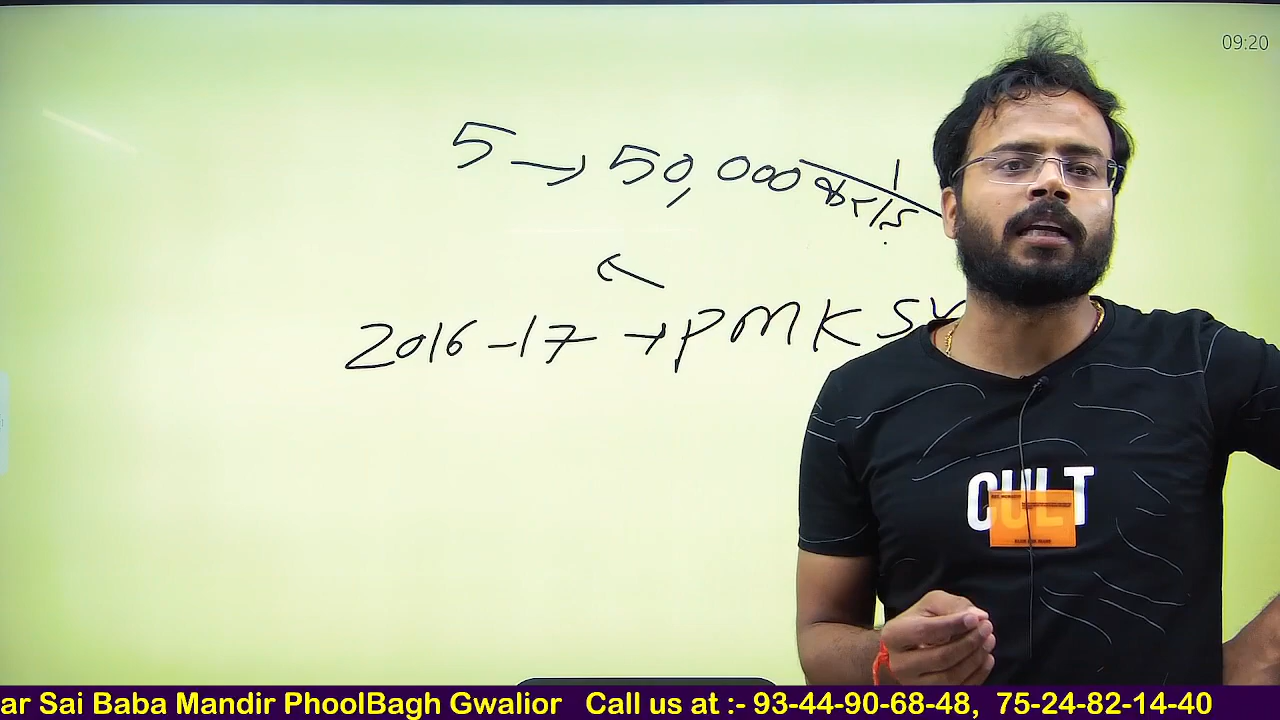 09:20
5 → 50,000 करोड़
2016-17 → PMKSY
CULT
ar Sai Baba Mandir PhoolBagh Gwalior Call us at :- 93-44-90-68-48, 75-24-82-14-40